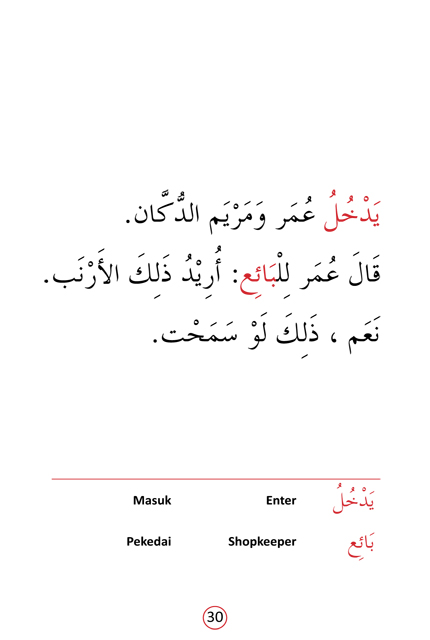 يَدْخُلُ عُمَر وَمَرْيَم الدُّكَّان.
قَالَ عُمَر لِلْبَائِع: أُرِيْدُ ذَلِكَ الأَرْنَب.
نَعَم ، ذَلِكَ لَوْ سَمَحْت.
يَدْخُلُ Enter Masuk
بَائِع Shopkeeper Pekedai
30